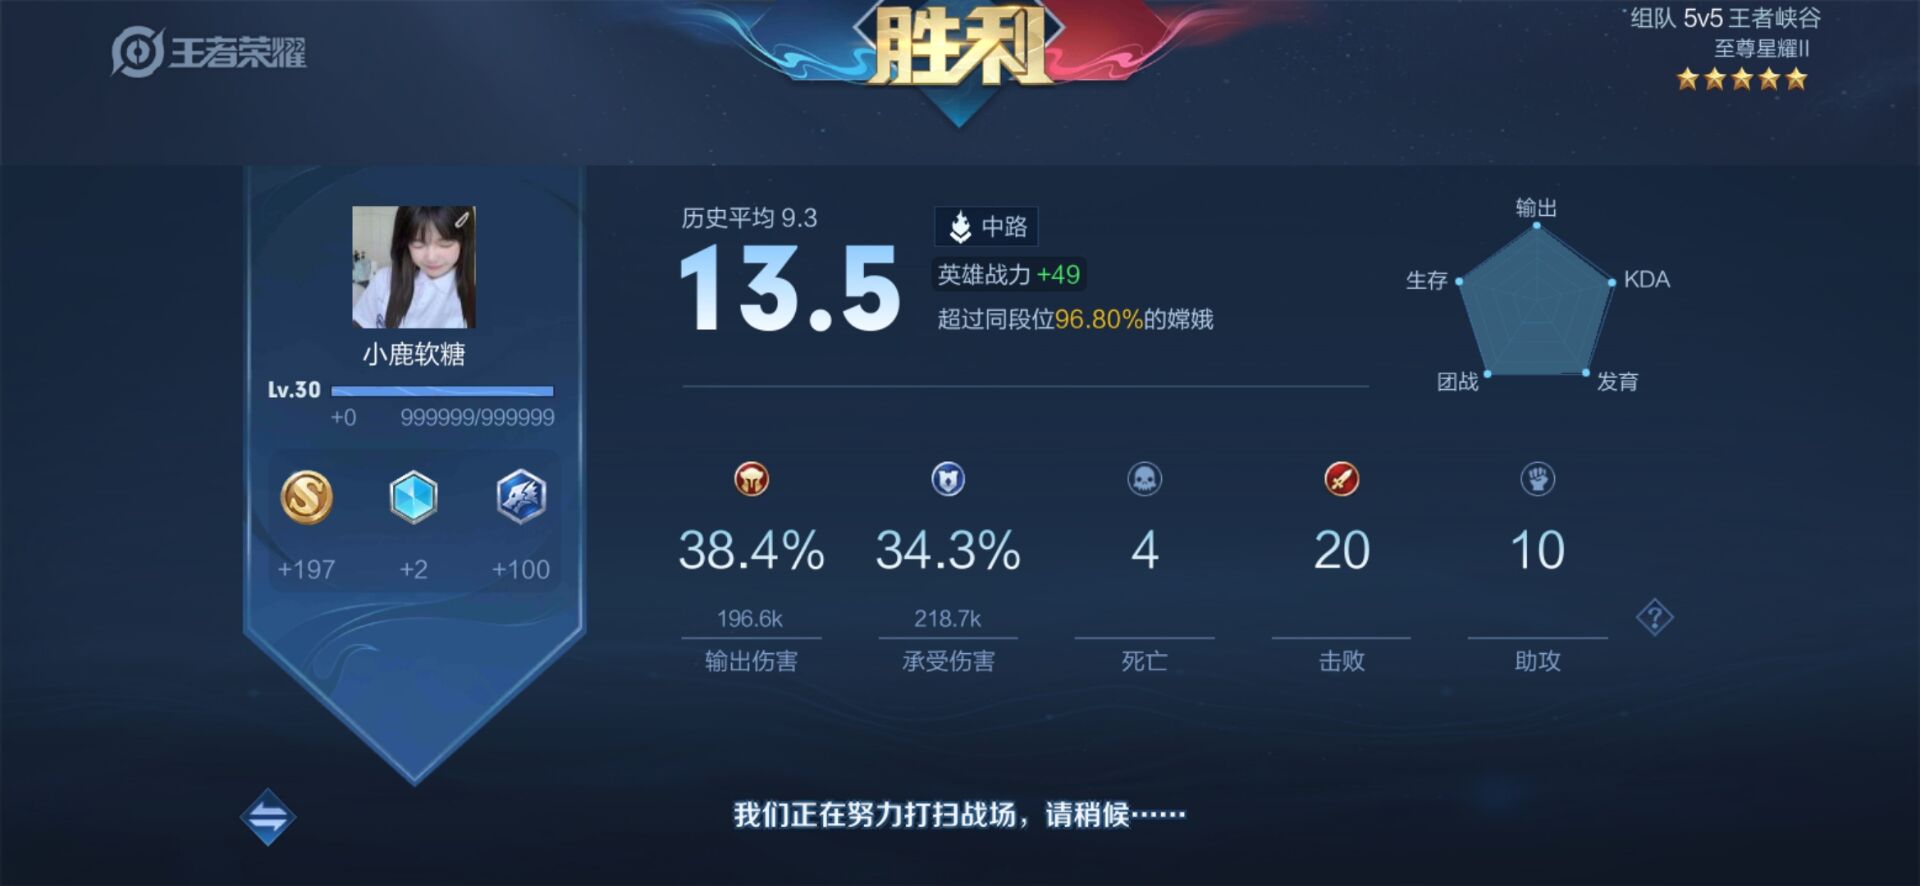 王者荣耀
胜利
组队 5v5 王者峡谷
至尊星耀II
小鹿软糖
Lv.30
+0 999999/999999
+197 +2 +100
历史平均 9.3
13.5
中路
英雄战力 +49
超过同段位96.80%的嫦娥
输出
生存
KDA
团战
发育
38.4% 34.3% 4 20 10
196.6k 218.7k
输出伤害 承受伤害 死亡 击败 助攻
?
我们正在努力打扫战场，请稍候······